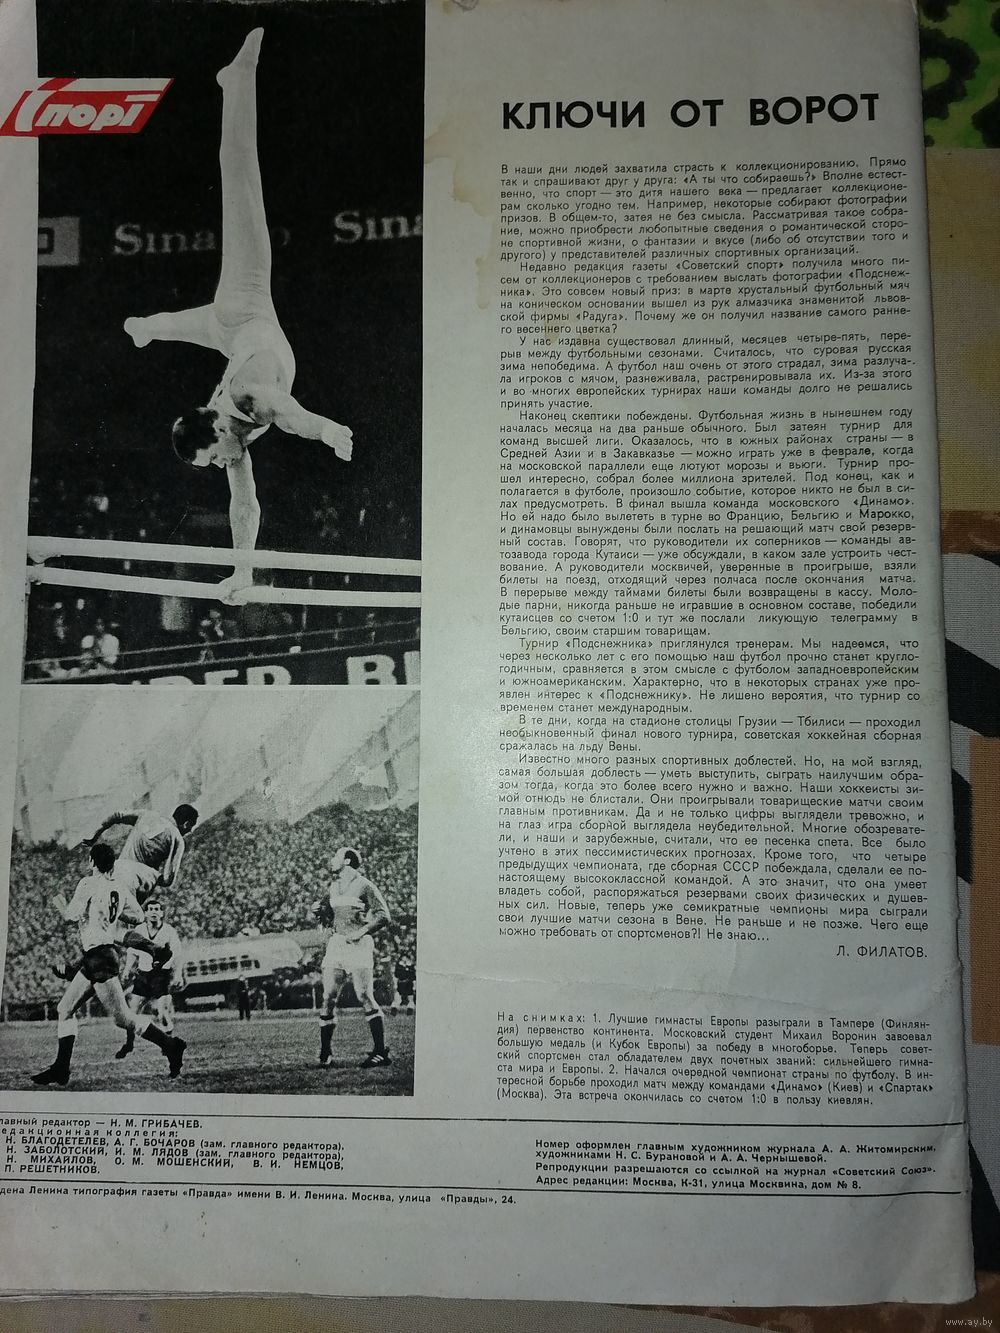 Спорт
Sina
Sina
КЛЮЧИ ОТ ВОРОТ
В наши дни людей захватила страсть к коллекционированию. Прямо
так и спрашивают друг у друга: «А ты что собираешь?» Вполне естест-
венно, что спорт — это дитя нашего века — предлагает коллекционе-
рам сколько угодно тем. Например, некоторые собирают фотографии
призов. В общем-то, затея не без смысла. Рассматривая такое собра-
ние, можно приобрести любопытные сведения о романтической сторо-
не спортивной жизни, о фантазии и вкусе (либо об отсутствии того и
другого) у представителей различных спортивных организаций.
Недавно редакция газеты «Советский спорт» получила много пи-
сем от коллекционеров с требованием выслать фотографии «Подснеж-
ника». Это совсем новый приз: в марте хрустальный футбольный мяч
на коническом основании вышел из рук алмазчика знаменитой львов-
ской фирмы «Радуга». Почему же он получил название самого ранне-
го весеннего цветка?
У нас издавна существовал длинный, месяцев четыре-пять, пере-
рыв между футбольными сезонами. Считалось, что суровая русская
зима непобедима. А футбол наш очень от этого страдал, зима разлуча-
ла игроков с мячом, разнеживала, растренировывала их. Из-за этого
и во многих европейских турнирах наши команды долго не решались
принять участие.
Наконец скептики побеждены. Футбольная жизнь в нынешнем году
началась месяца на два раньше обычного. Был затеян турнир для
команд высшей лиги. Оказалось, что в южных районах страны — в
Средней Азии и в Закавказье — можно играть уже в феврале, когда
на московской параллели еще лютуют морозы и вьюги. Турнир про-
шел интересно, собрал более миллиона зрителей. Под конец, как и
полагается в футболе, произошло событие, которое никто не был в си-
лах предусмотреть. В финал вышла команда московского «Динамо».
Но ей надо было вылететь в турне во Францию, Бельгию и Марокко,
и динамовцы вынуждены были послать на решающий матч свой резерв-
ный состав. Говорят, что руководители их соперников — команды ав-
тозавода города Кутаиси — уже обсуждали, в каком зале устроить чест-
вование. А руководители москвичей, уверенные в проигрыше, взяли
билеты на поезд, отходящий через полчаса после окончания матча.
В перерыве между таймами билеты были возвращены в кассу. Моло-
дые парни, никогда раньше не игравшие в основном составе, победили
кутаисцев со счетом 1:0 и тут же послали ликующую телеграмму в
Бельгию, своим старшим товарищам.
Турнир «Подснежника» приглянулся тренерам. Мы надеемся, что
через несколько лет с его помощью наш футбол прочно станет кругло-
годичным, сравняется в этом смысле с футболом западноевропейским
и южноамериканским. Характерно, что в некоторых странах уже про-
явлен интерес к «Подснежнику». Не лишено вероятия, что турнир со
временем станет международным.
В те дни, когда на стадионе столицы Грузии — Тбилиси — проходил
необыкновенный финал нового турнира, советская хоккейная сборная
сражалась на льду Вены.
Известно много разных спортивных доблестей. Но, на мой взгляд,
самая большая доблесть — уметь выступить, сыграть наилучшим обра-
зом тогда, когда это более всего нужно и важно. Наши хоккеисты зи-
мой отнюдь не блистали. Они проигрывали товарищеские матчи своим
главным противникам. Да и не только цифры выглядели тревожно, и
на глаз игра сборной выглядела неубедительной. Многие обозревате-
ли, и наши и зарубежные, считали, что ее песенка спета. Все было
учтено в этих пессимистических прогнозах. Кроме того, что четыре
предыдущих чемпионата, где сборная СССР побеждала, сделали ее по-
настоящему высококлассной командой. А это значит, что она умеет
владеть собой, распоряжаться резервами своих физических и душев-
ных сил. Новые, теперь уже семикратные чемпионы мира сыграли
свои лучшие матчи сезона в Вене. Не раньше и не позже. Чего еще
можно требовать от спортсменов?! Не знаю...
Л. ФИЛАТОВ.
8
На снимках: 1. Лучшие гимнасты Европы разыграли в Тампере (Финлян-
дия) первенство континента. Московский студент Михаил Воронин завоевал
большую медаль (и Кубок Европы) за победу в многоборье. Теперь совет-
ский спортсмен стал обладателем двух почетных званий: сильнейшего гимна-
ста мира и Европы. 2. Начался очередной чемпионат страны по футболу. В ин-
тересной борьбе проходил матч между командами «Динамо» (Киев) и «Спартак»
(Москва). Эта встреча окончилась со счетом 1:0 в пользу киевлян.
лавный редактор — Н. М. ГРИБАЧЕВ.
едакционная коллегия:
Н. БЛАГОДЕТЕЛЕВ, А. Г. БОЧАРОВ (зам. главного редактора),
Н. ЗАБОЛОТСКИЙ, И. М. ЛЯДОВ (зам. главного редактора),
Н. МИХАЙЛОВ, О. М. МОШЕНСКИЙ, В. И. НЕМЦОВ,
П. РЕШЕТНИКОВ.
Номер оформлен главным художником журнала А. А. Житомирским,
художниками Н. С. Бурановой и А. А. Чернышевой.
Репродукции разрешаются со ссылкой на журнал «Советский Союз».
Адрес редакции: Москва, К-31, улица Москвина, дом № 8.
дена Ленина типография газеты «Правда» имени В. И. Ленина. Москва, улица «Правды», 24.
www.ay.by